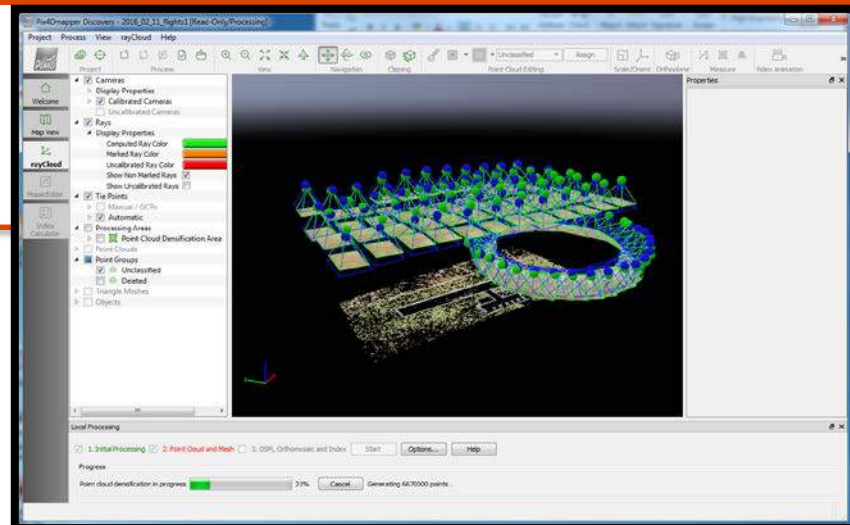 Pix4Dmapper Discovery - 2016_02_11_flights1 [Read-Only/Processing]
Project Process View rayCloud Help
Unclassified Assign
Project Process View Navigation Clipping Point Cloud Editing Scale/Orient Orthoplane Measure Video animation
Welcome
Map View
rayCloud
Mosaic Editor
Index Calculator
Cameras
Display Properties
Calibrated Cameras
Uncalibrated Cameras
Rays
Display Properties
Computed Ray Color
Marked Ray Color
Uncalibrated Ray Color
Show Non Marked Rays
Show Uncalibrated Rays
Tie Points
Manual / GCPs
Automatic
Processing Areas
Point Cloud Densification Area
Point Clouds
Point Groups
Unclassified
Deleted
Triangle Meshes
Objects
Properties
Local Processing
1. Initial Processing 2. Point Cloud and Mesh 3. DSM, Orthomosaic and Index Start Options... Help
Progress
Point cloud densification in progress 21% Cancel Generating 6670000 points..